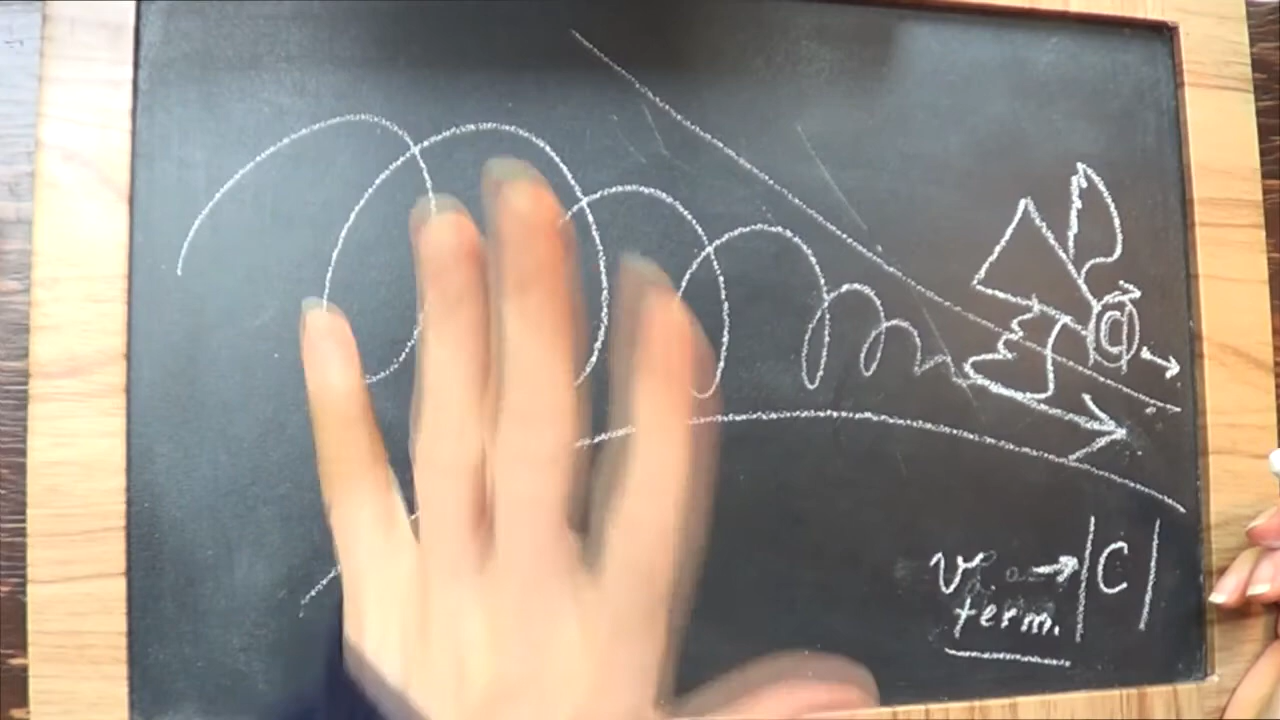 v → |C|
term.